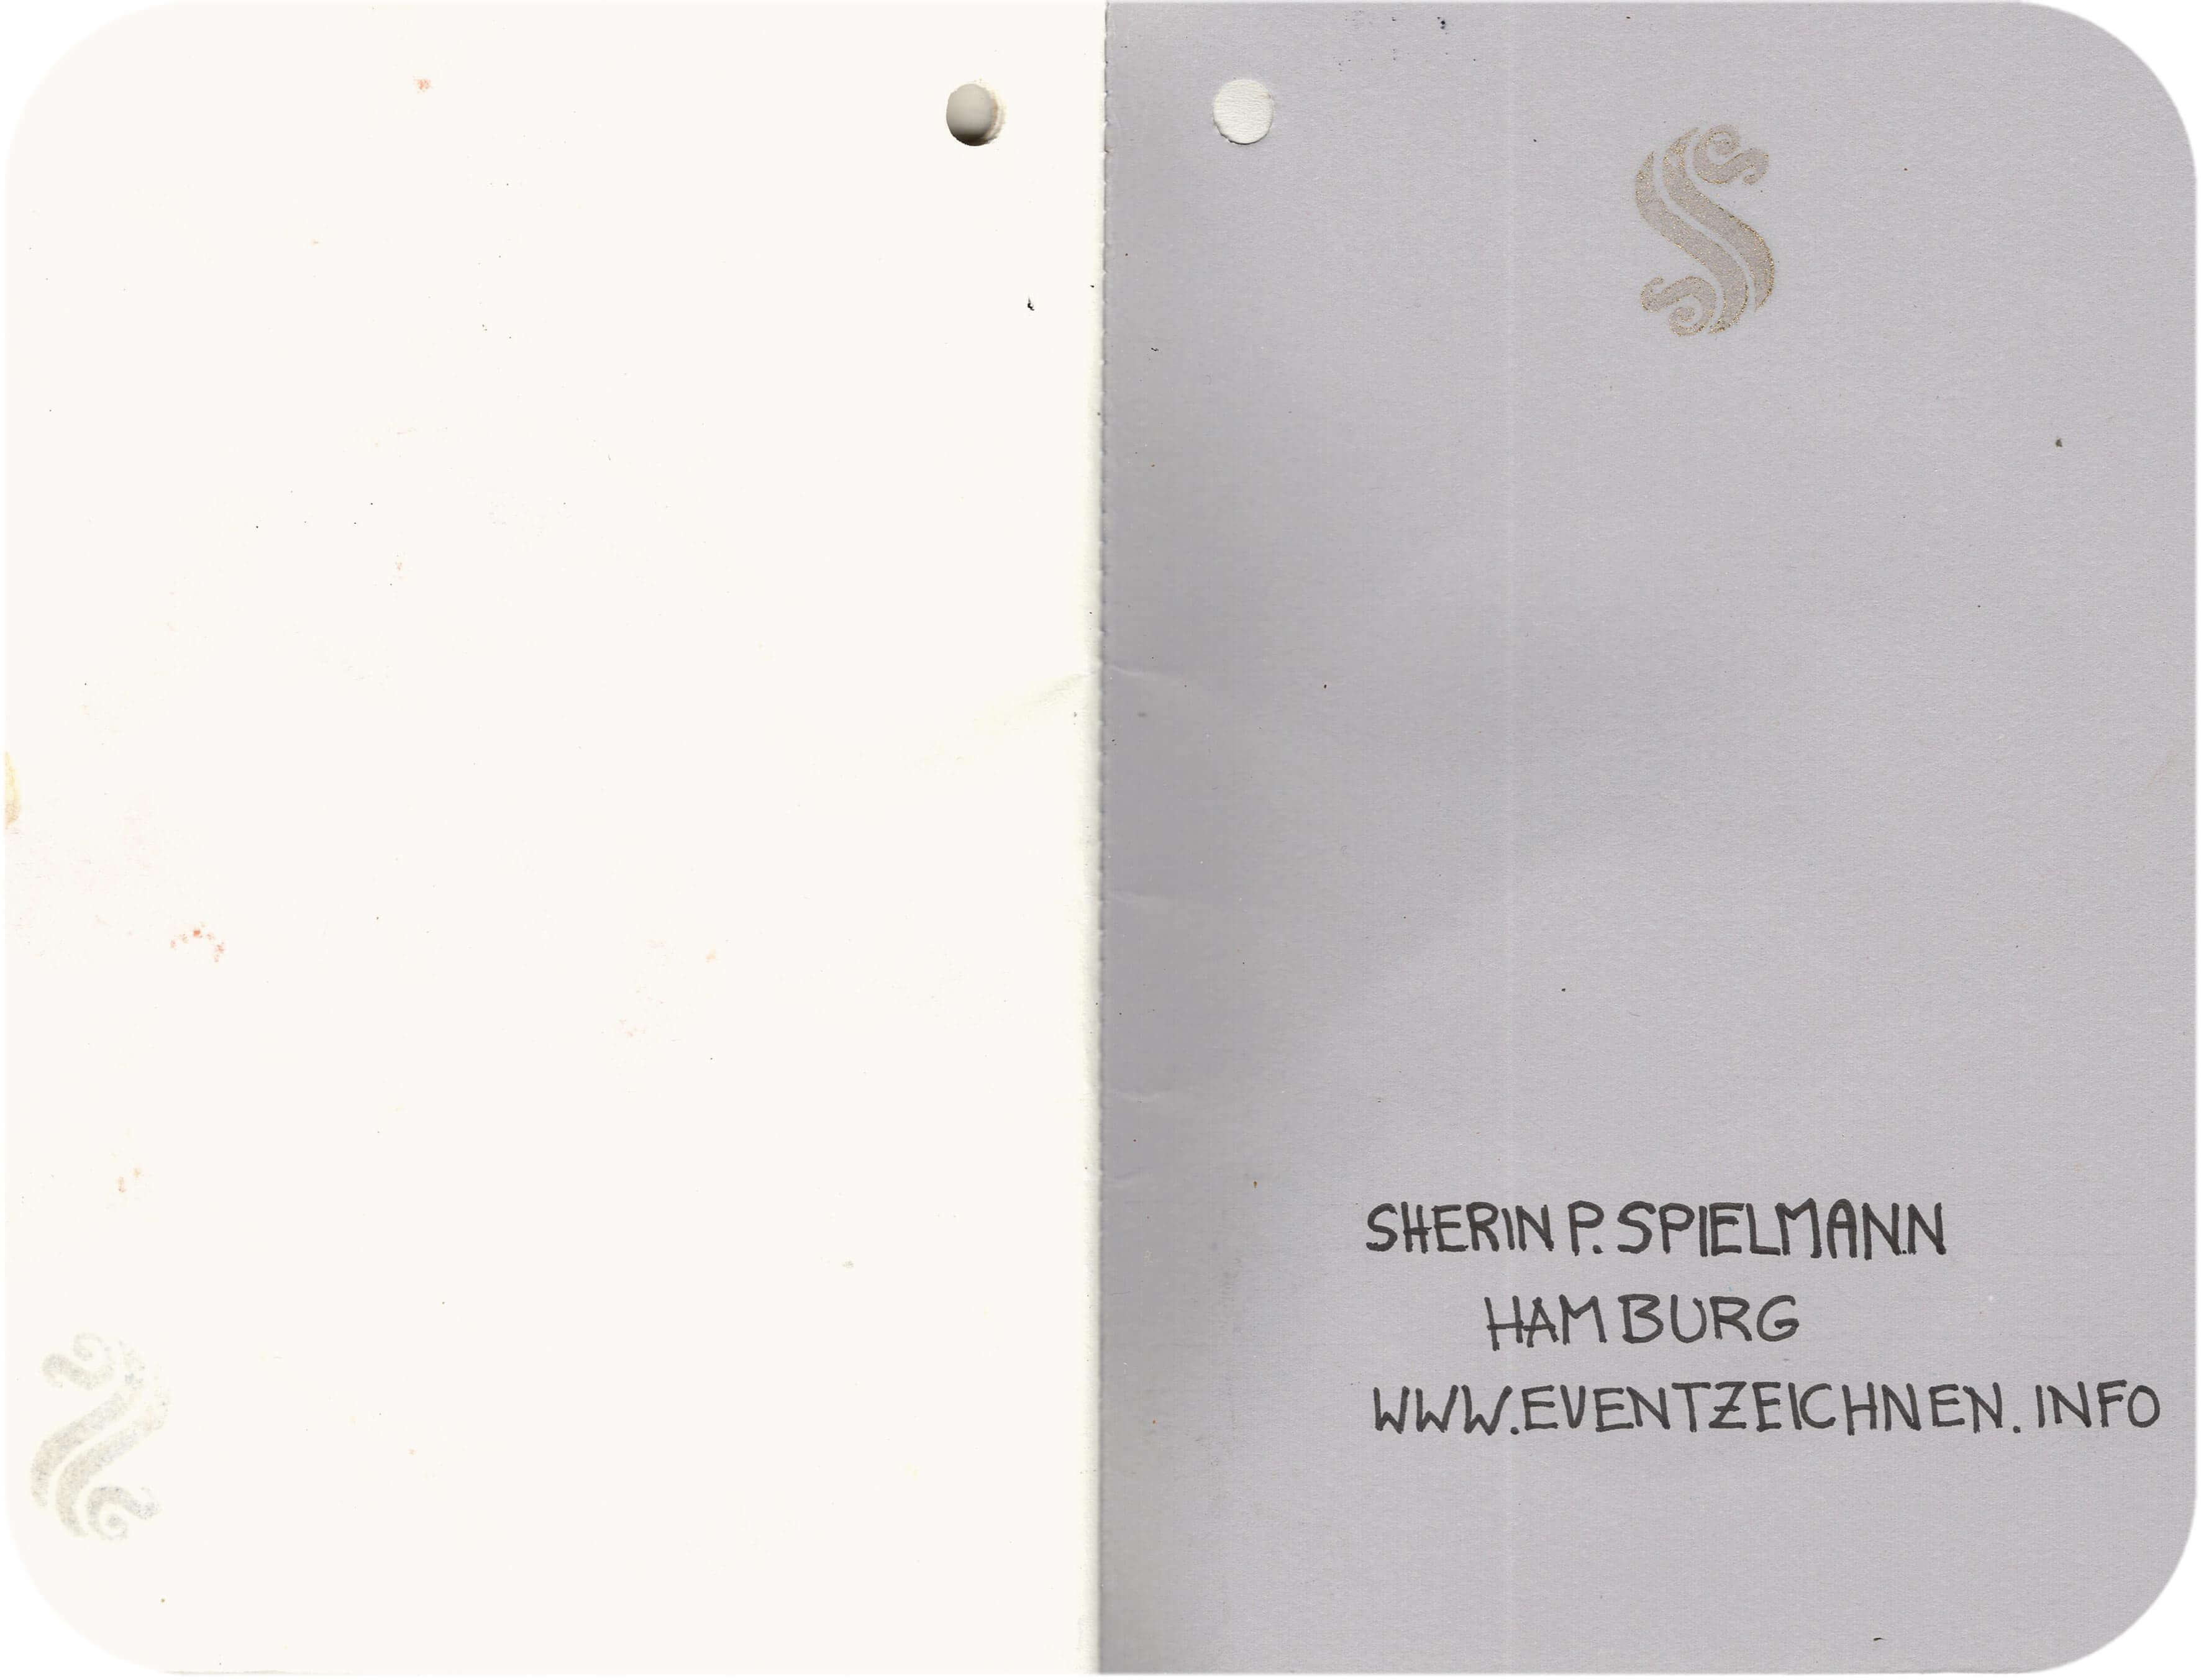 SHERIN P. SPIELMANN
HAMBURG
WWW.EVENTZEICHNEN.INFO